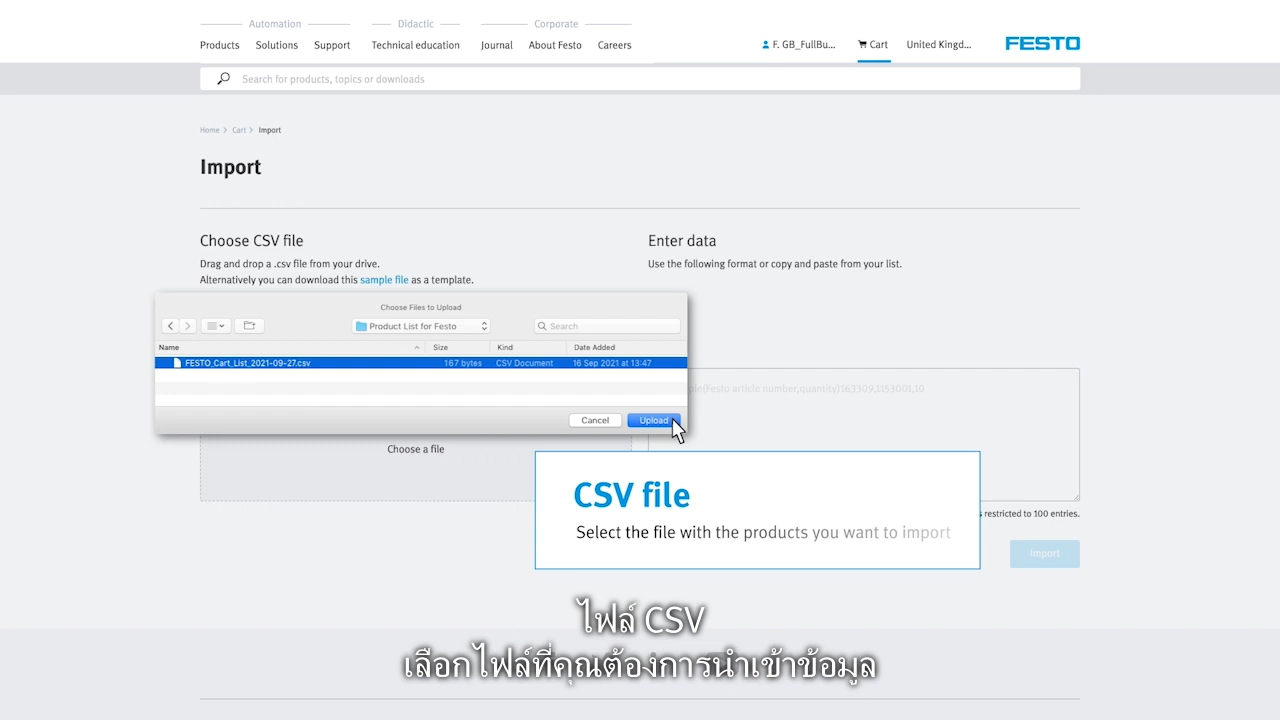 Automation
Didactic
Corporate
Products
Solutions
Support
Technical education
Journal
About Festo
Careers
F. GB_FullBu...
Cart
United Kingd...
FESTO
Search for products, topics or downloads
Home > Cart > Import
Import
Choose CSV file
Drag and drop a .csv file from your drive.
Alternatively you can download this sample file as a template.
Enter data
Use the following format or copy and paste from your list.
Choose Files to Upload
Product List for Festo
Search
Name
Size
Kind
Date Added
FESTO_Cart_List_2021-09-27.csv
167 bytes
CSV Document
16 Sep 2021 at 13:47
(Festo article number,quantity)163309,1153001,10
Cancel
Upload
Choose a file
CSV file
Select the file with the products you want to import
restricted to 100 entries.
Import
ไฟล์ CSV
เลือกไฟล์ที่คุณต้องการนำเข้าข้อมูล